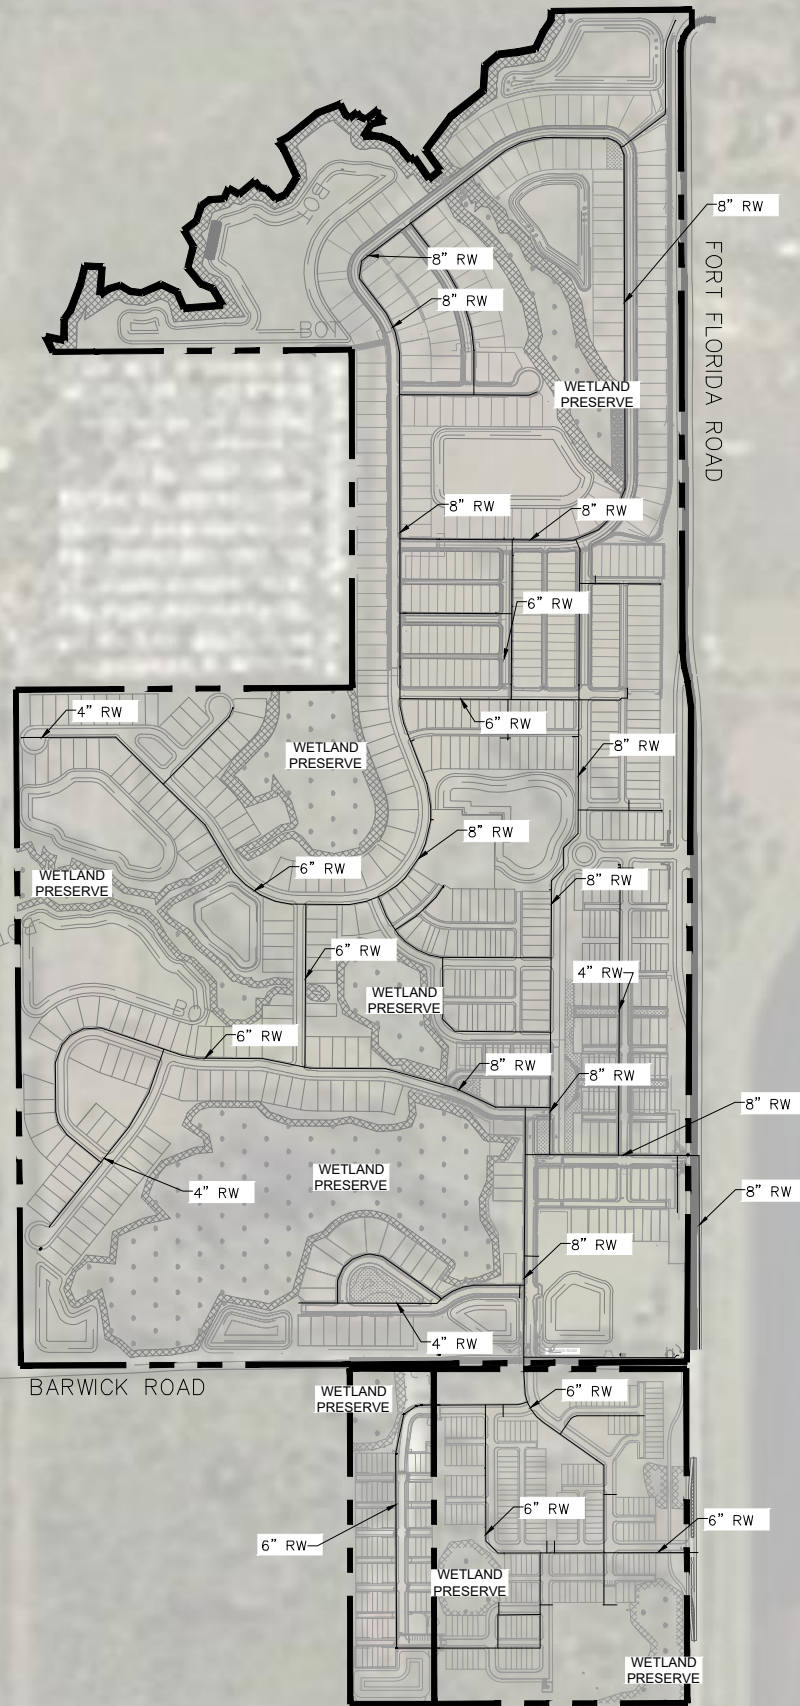 8" RW
FORT FLORIDA ROAD
8" RW
8" RW
WETLAND
PRESERVE
8" RW
8" RW
6" RW
4" RW
6" RW
WETLAND
PRESERVE
8" RW
8" RW
6" RW
8" RW
WETLAND
PRESERVE
6" RW
4" RW
WETLAND
PRESERVE
6" RW
8" RW
8" RW
8" RW
WETLAND
PRESERVE
4" RW
8" RW
8" RW
4" RW
BARWICK ROAD
WETLAND
PRESERVE
6" RW
6" RW
6" RW
6" RW
WETLAND
PRESERVE
WETLAND
PRESERVE